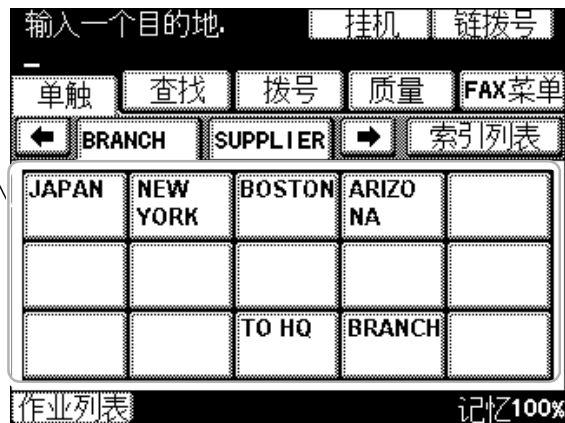 输入一个目的地. 挂机 链拨号
单触 查找 拨号 质量 FAX菜单
BRANCH SUPPLIER 索引列表
JAPAN NEW YORK BOSTON ARIZO NA
TO HQ BRANCH
作业列表 记忆100%